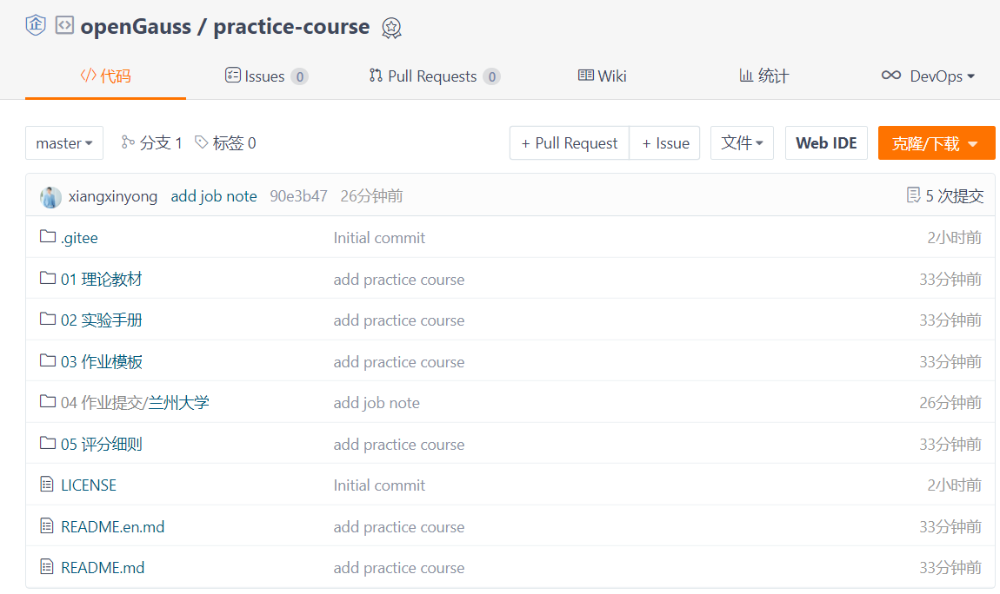 企 openGauss / practice-course
代码 Issues 0 Pull Requests 0 Wiki 统计 DevOps
master 分支 1 标签 0 + Pull Request + Issue 文件 Web IDE 克隆/下载
xiangxinyong add job note 90e3b47 26分钟前 5 次提交
.gitee Initial commit 2小时前
01 理论教材 add practice course 33分钟前
02 实验手册 add practice course 33分钟前
03 作业模板 add practice course 33分钟前
04 作业提交/兰州大学 add job note 26分钟前
05 评分细则 add practice course 33分钟前
LICENSE Initial commit 2小时前
README.en.md add practice course 33分钟前
README.md add practice course 33分钟前